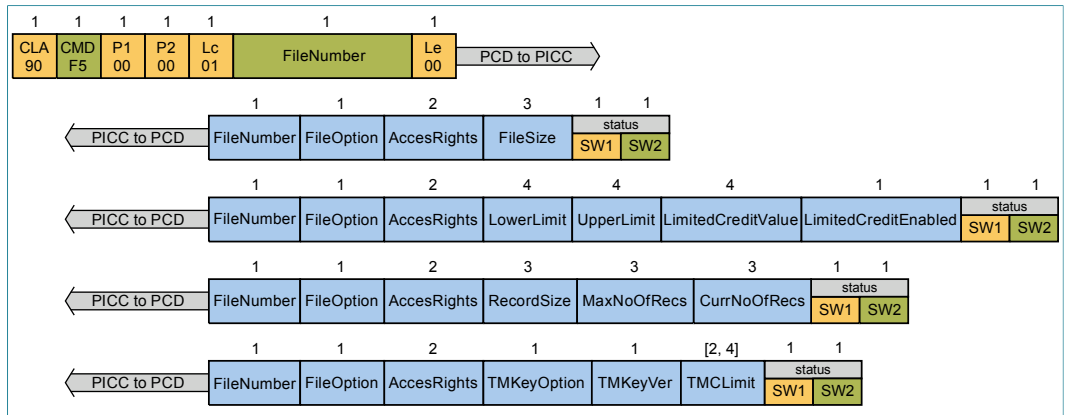 1 1 1 1 1 1 1
CLA CMD P1 P2 Lc FileNumber Le
90 F5 00 00 01 00
PCD to PICC
1 1 2 3 1 1
PICC to PCD FileNumber FileOption AccesRights FileSize status
SW1 SW2
1 1 2 4 4 4 1 1 1
PICC to PCD FileNumber FileOption AccesRights LowerLimit UpperLimit LimitedCreditValue LimitedCreditEnabled status
SW1 SW2
1 1 2 3 3 3 1 1
PICC to PCD FileNumber FileOption AccesRights RecordSize MaxNoOfRecs CurrNoOfRecs status
SW1 SW2
1 1 2 1 1 [2, 4] 1 1
PICC to PCD FileNumber FileOption AccesRights TMKeyOption TMKeyVer TMCLimit status
SW1 SW2